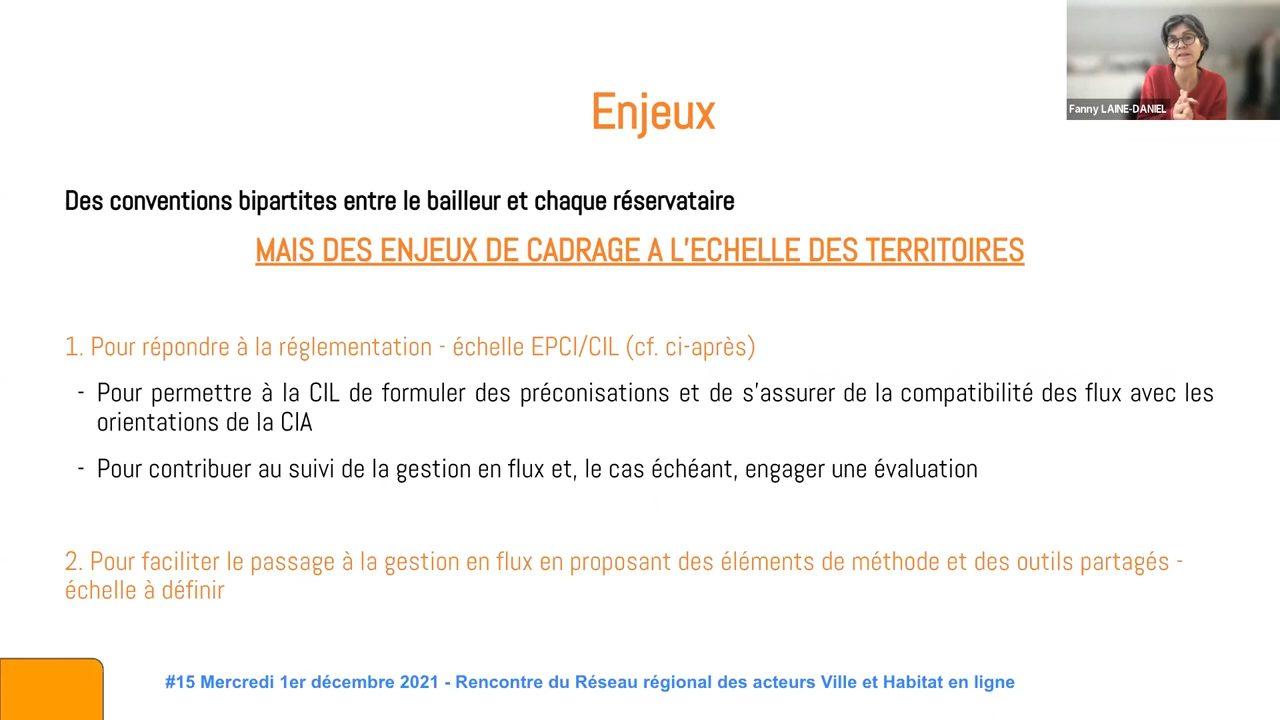 Enjeux
Fanny LAINE-DANIEL
Des conventions bipartites entre le bailleur et chaque réservataire
MAIS DES ENJEUX DE CADRAGE A L'ECHELLE DES TERRITOIRES
1. Pour répondre à la réglementation - échelle EPCI/CIL (cf. ci-après)
- Pour permettre à la CIL de formuler des préconisations et de s'assurer de la compatibilité des flux avec les
orientations de la CIA
- Pour contribuer au suivi de la gestion en flux et, le cas échéant, engager une évaluation
2. Pour faciliter le passage à la gestion en flux en proposant des éléments de méthode et des outils partagés -
échelle à définir
#15 Mercredi 1er décembre 2021 - Rencontre du Réseau régional des acteurs Ville et Habitat en ligne